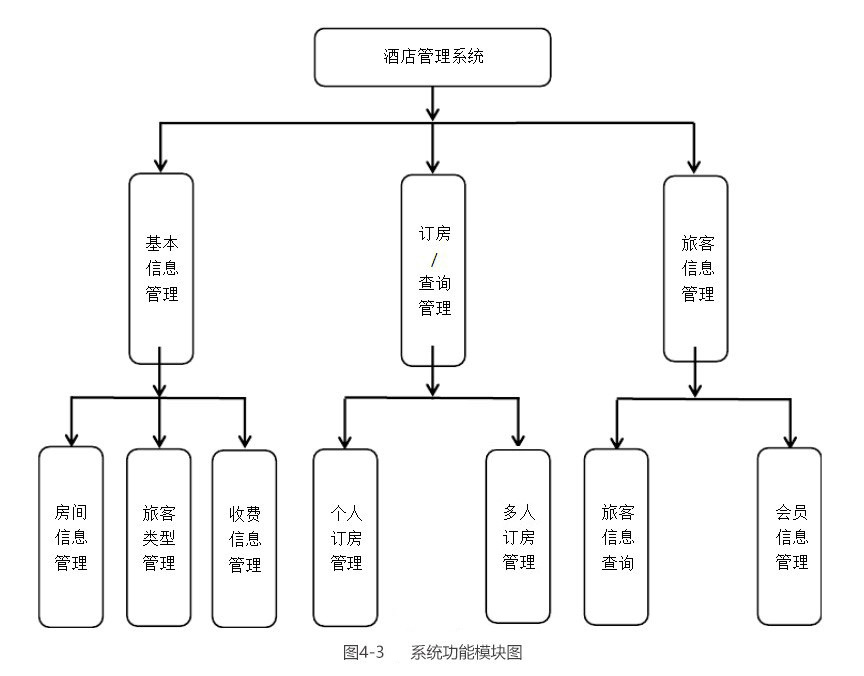 酒店管理系统
基本
信息
管理
订房
/
查询
管理
旅客
信息
管理
房间
信息
管理
旅客
类型
管理
收费
信息
管理
个人
订房
管理
多人
订房
管理
旅客
信息
查询
会员
信息
管理
图4-3 系统功能模块图